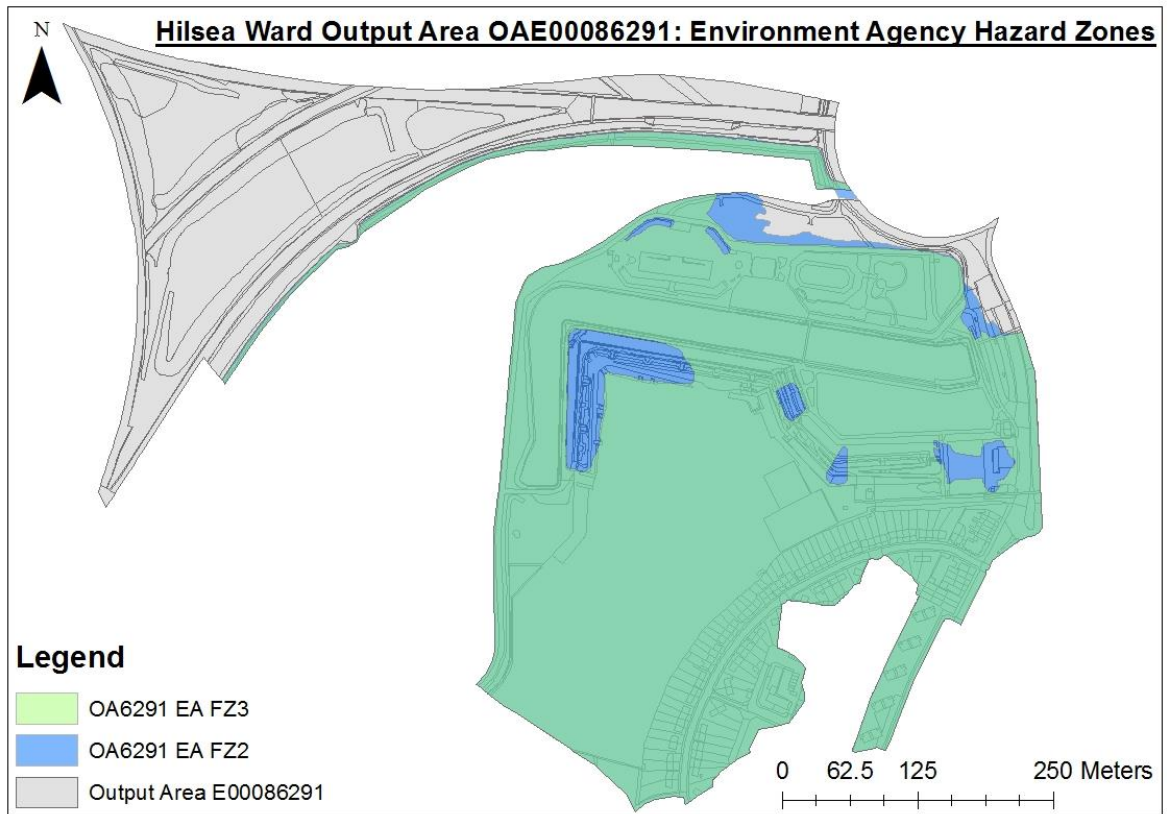 Hilsea Ward Output Area OAE00086291: Environment Agency Hazard Zones
N
Legend
OA6291 EA FZ3
OA6291 EA FZ2
Output Area E00086291
0 62.5 125 250 Meters